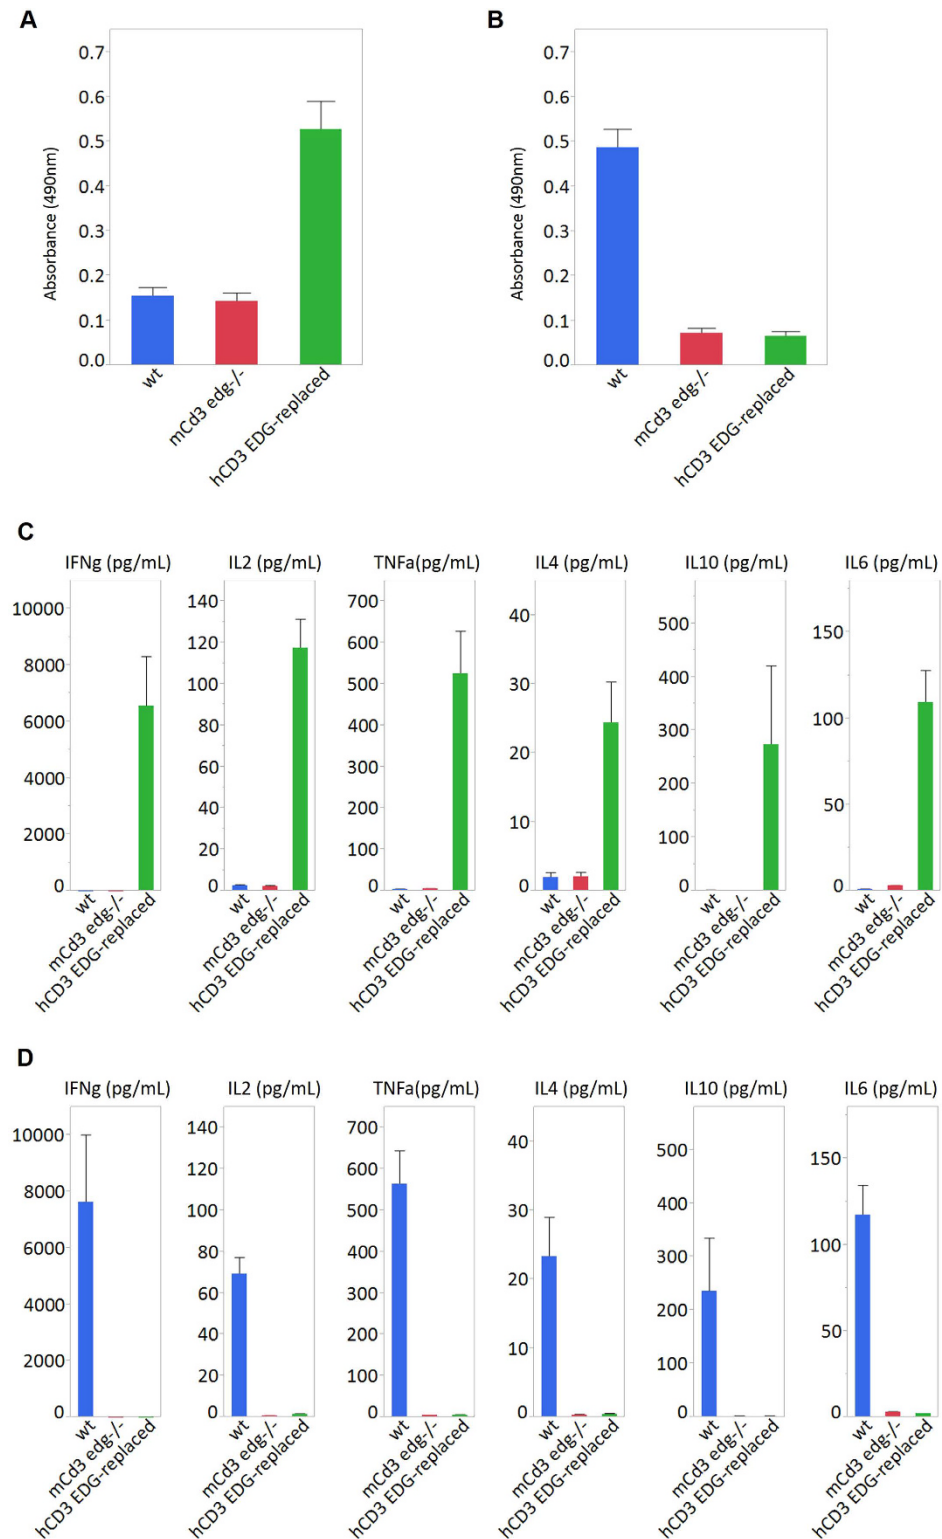 A
B
Absorbance (490nm)
0.7
0.6
0.5
0.4
0.3
0.2
0.1
0.0
wt
mCd3 edg-/-
hCD3 EDG-replaced
Absorbance (490nm)
0.7
0.6
0.5
0.4
0.3
0.2
0.1
0.0
wt
mCd3 edg-/-
hCD3 EDG-replaced
C
IFNg (pg/mL)
10000
8000
6000
4000
2000
0
wt
mCd3 edg-/-
hCD3 EDG-replaced
IL2 (pg/mL)
140
120
100
80
60
40
20
0
wt
mCd3 edg-/-
hCD3 EDG-replaced
TNFa(pg/mL)
700
600
500
400
300
200
100
0
wt
mCd3 edg-/-
hCD3 EDG-replaced
IL4 (pg/mL)
40
30
20
10
0
wt
mCd3 edg-/-
hCD3 EDG-replaced
IL10 (pg/mL)
500
400
300
200
100
0
wt
mCd3 edg-/-
hCD3 EDG-replaced
IL6 (pg/mL)
150
100
50
0
wt
mCd3 edg-/-
hCD3 EDG-replaced
D
IFNg (pg/mL)
10000
8000
6000
4000
2000
0
wt
mCd3 edg-/-
hCD3 EDG-replaced
IL2 (pg/mL)
140
120
100
80
60
40
20
0
wt
mCd3 edg-/-
hCD3 EDG-replaced
TNFa(pg/mL)
700
600
500
400
300
200
100
0
wt
mCd3 edg-/-
hCD3 EDG-replaced
IL4 (pg/mL)
40
30
20
10
0
wt
mCd3 edg-/-
hCD3 EDG-replaced
IL10 (pg/mL)
500
400
300
200
100
0
wt
mCd3 edg-/-
hCD3 EDG-replaced
IL6 (pg/mL)
150
100
50
0
wt
mCd3 edg-/-
hCD3 EDG-replaced